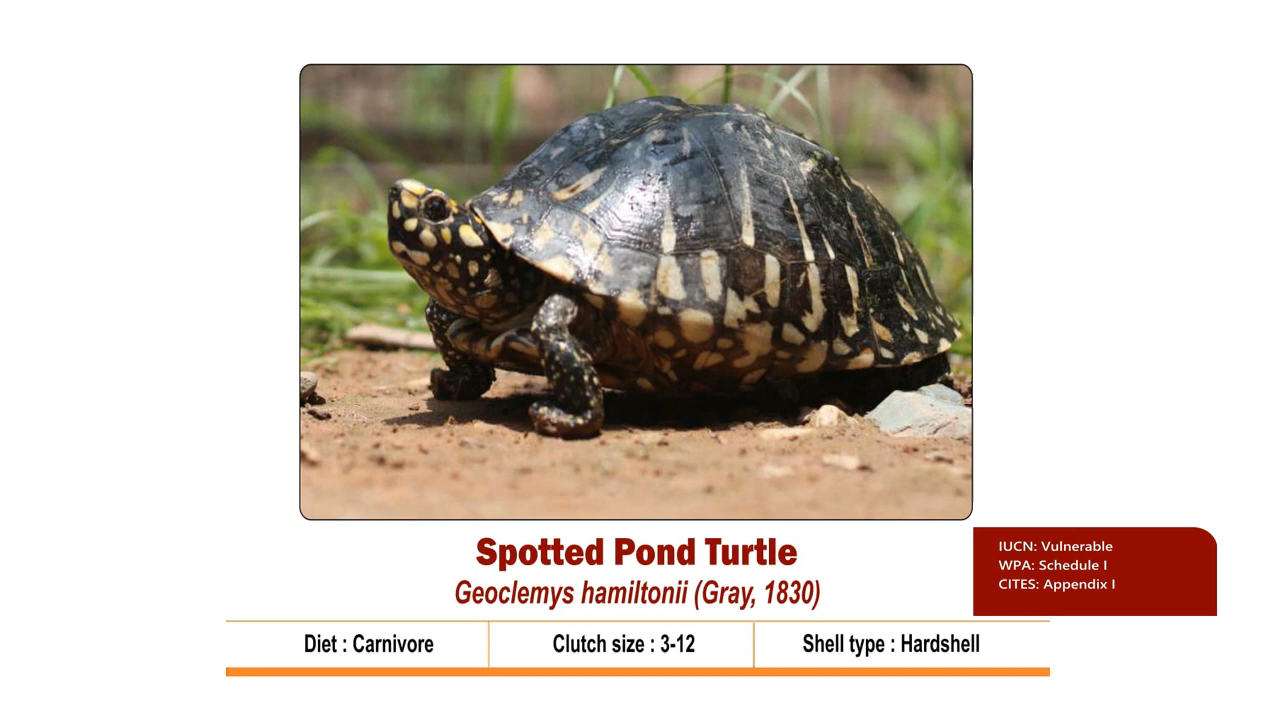 Spotted Pond Turtle
Geoclemys hamiltonii (Gray, 1830)
IUCN: Vulnerable
WPA: Schedule I
CITES: Appendix I
Diet : Carnivore
Clutch size : 3-12
Shell type : Hardshell